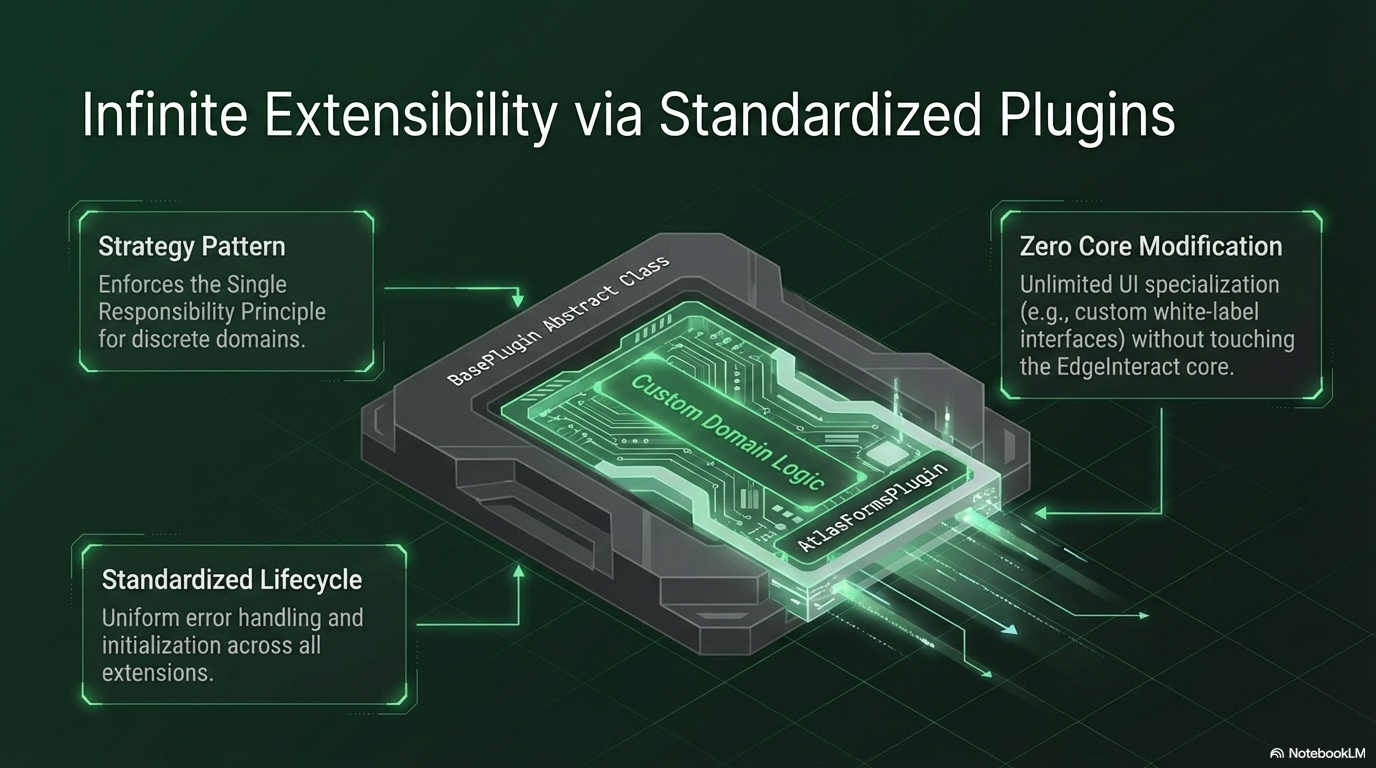 Infinite Extensibility via Standardized Plugins
Strategy Pattern
Enforces the Single
Responsibility Principle
for discrete domains.
Zero Core Modification
Unlimited UI specialization
(e.g., custom white-label
interfaces) without touching
the EdgeInteract core.
BasePlugin Abstract Class
Custom Domain Logic
AtlasFormsPlugin
Standardized Lifecycle
Uniform error handling and
initialization across all
extensions.
NotebookLM